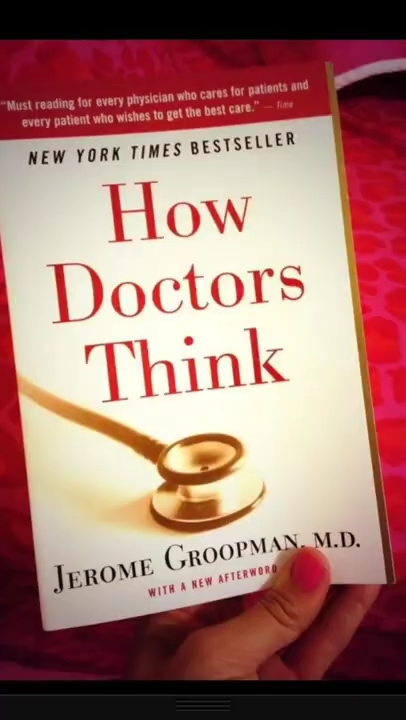 "Must reading for every physician who cares for patients and
every patient who wishes to get the best care." — Time
NEW YORK TIMES BESTSELLER
How
Doctors
Think
JEROME GROOPMAN, M.D.
WITH A NEW AFTERWORD